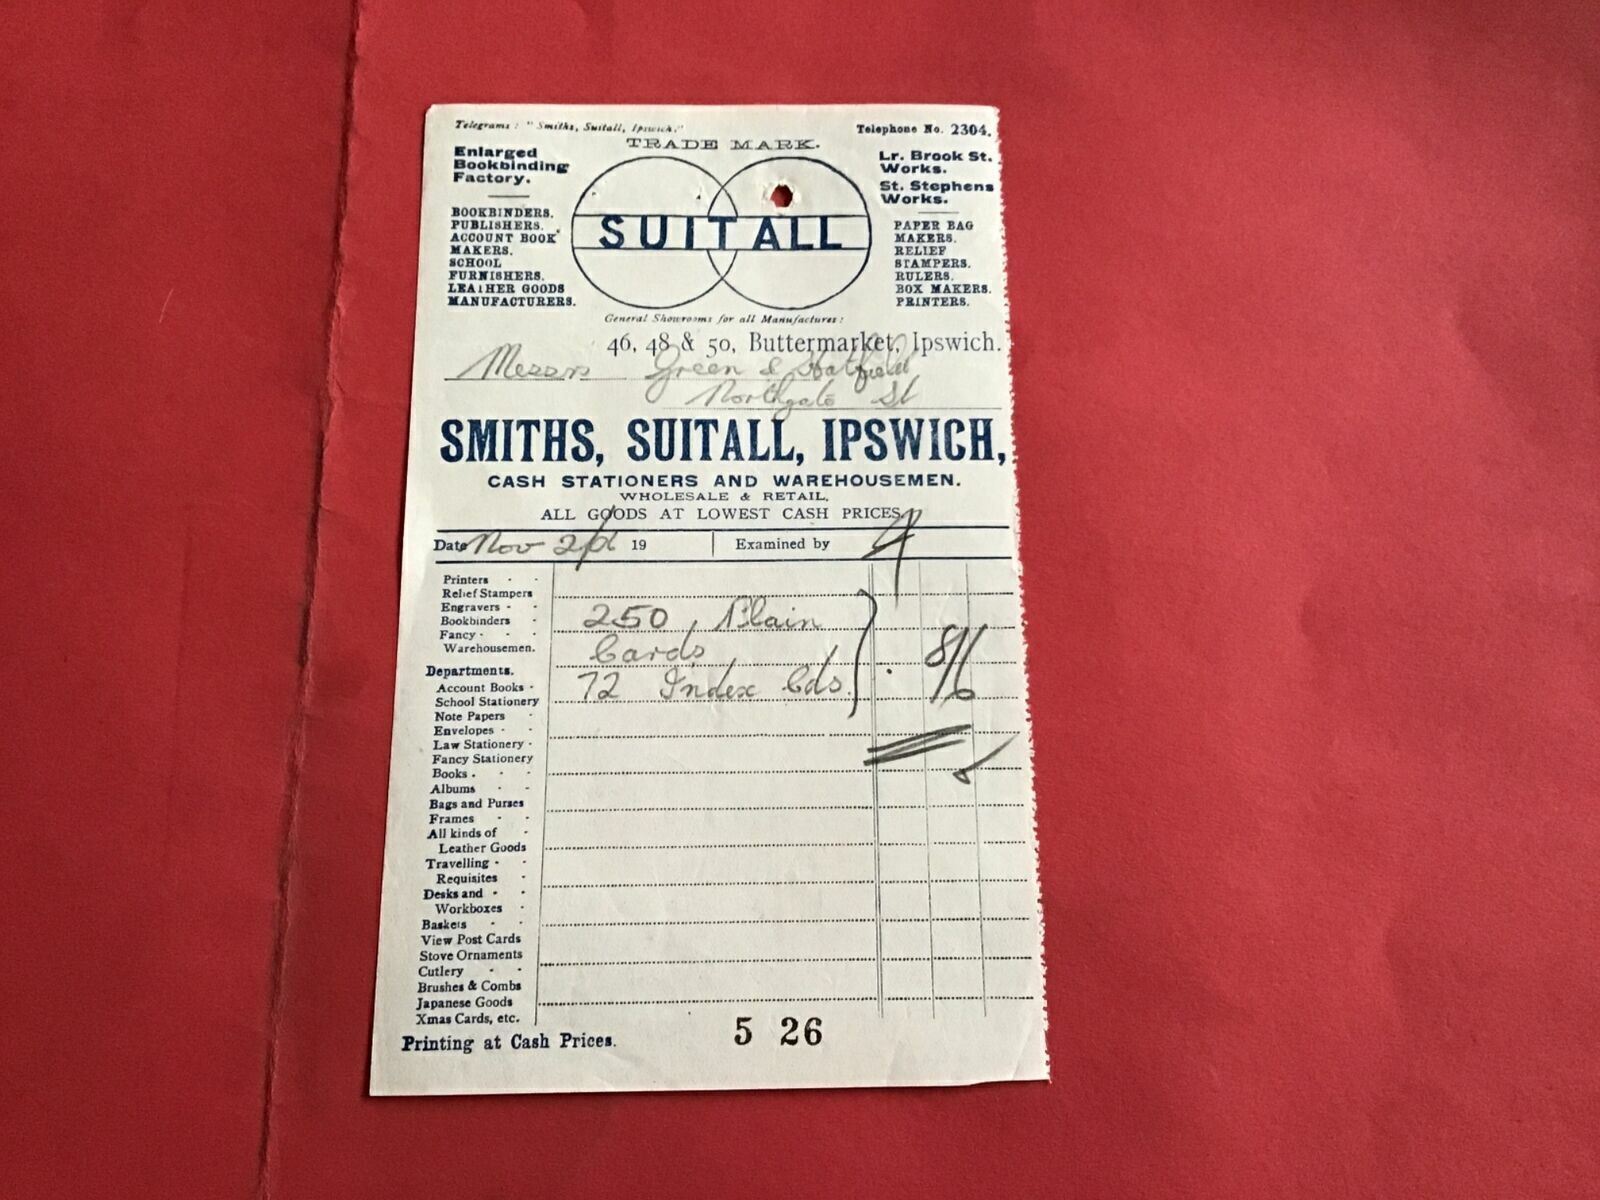 Telegrams: "Smiths, Suitall, Ipswich."
Telephone No. 2304.
TRADE MARK.
Enlarged
Bookbinding
Factory.
BOOKBINDERS.
PUBLISHERS.
ACCOUNT BOOK
MAKERS.
SCHOOL
FURNISHERS.
LEATHER GOODS
MANUFACTURERS.
SUITALL
Lr. Brook St.
Works.
St. Stephens
Works.
PAPER BAG
MAKERS.
RELIEF
STAMPERS.
RULERS.
BOX MAKERS.
PRINTERS.
General Showrooms for all Manufactures:
46, 48 & 50, Buttermarket, Ipswich.
Messrs Green & Hatfield
Northgate St
SMITHS, SUITALL, IPSWICH,
CASH STATIONERS AND WAREHOUSEMEN.
WHOLESALE & RETAIL.
ALL GOODS AT LOWEST CASH PRICES
Date Nov 19 Examined by
Printers
Relief Stampers
Engravers
Bookbinders
Fancy
Warehousemen.
Departments.
Account Books
School Stationery
Note Papers
Envelopes
Law Stationery
Fancy Stationery
Books
Albums
Bags and Purses
Frames
All kinds of
Leather Goods
Travelling
Requisites
Desks and
Workboxes
Baskets
View Post Cards
Stove Ornaments
Cutlery
Brushes & Combs
Japanese Goods
Xmas Cards, etc.
250, Plain
Cards
72 Index Cds.
8/6
Printing at Cash Prices.
5 26